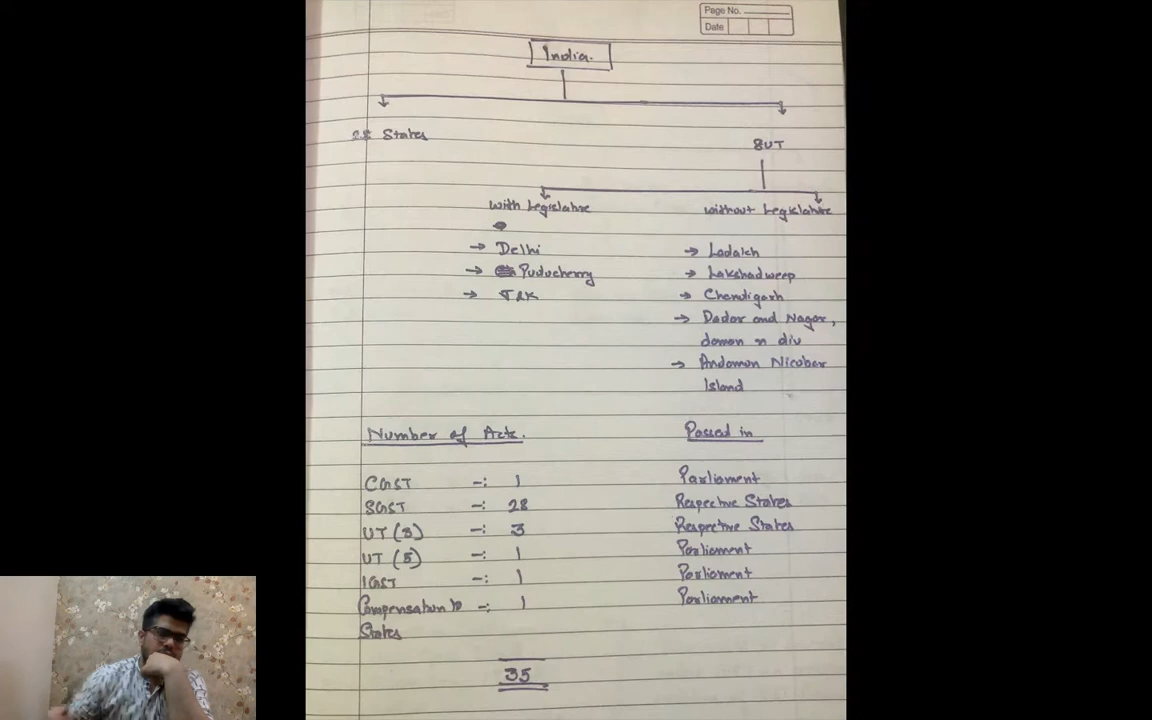 Page No.
Date
India.
28 States
8UT
with Legislahre
without Legislahre
→ Delhi
→ Puducherry
→ J&K
→ Ladakh
→ Lakshadweep
→ Chandigarh
→ Dadar and Nagar,
daman n diu
→ Andaman Nicobar
Island
Number of Acts.
Passed in
CGST -: 1 Parliament
SGST -: 28 Respective States
UT (3) -: 3 Respective States
UT (5) -: 1 Parliament
IGST -: 1 Parliament
Compensation to -: 1 Parliament
States
35